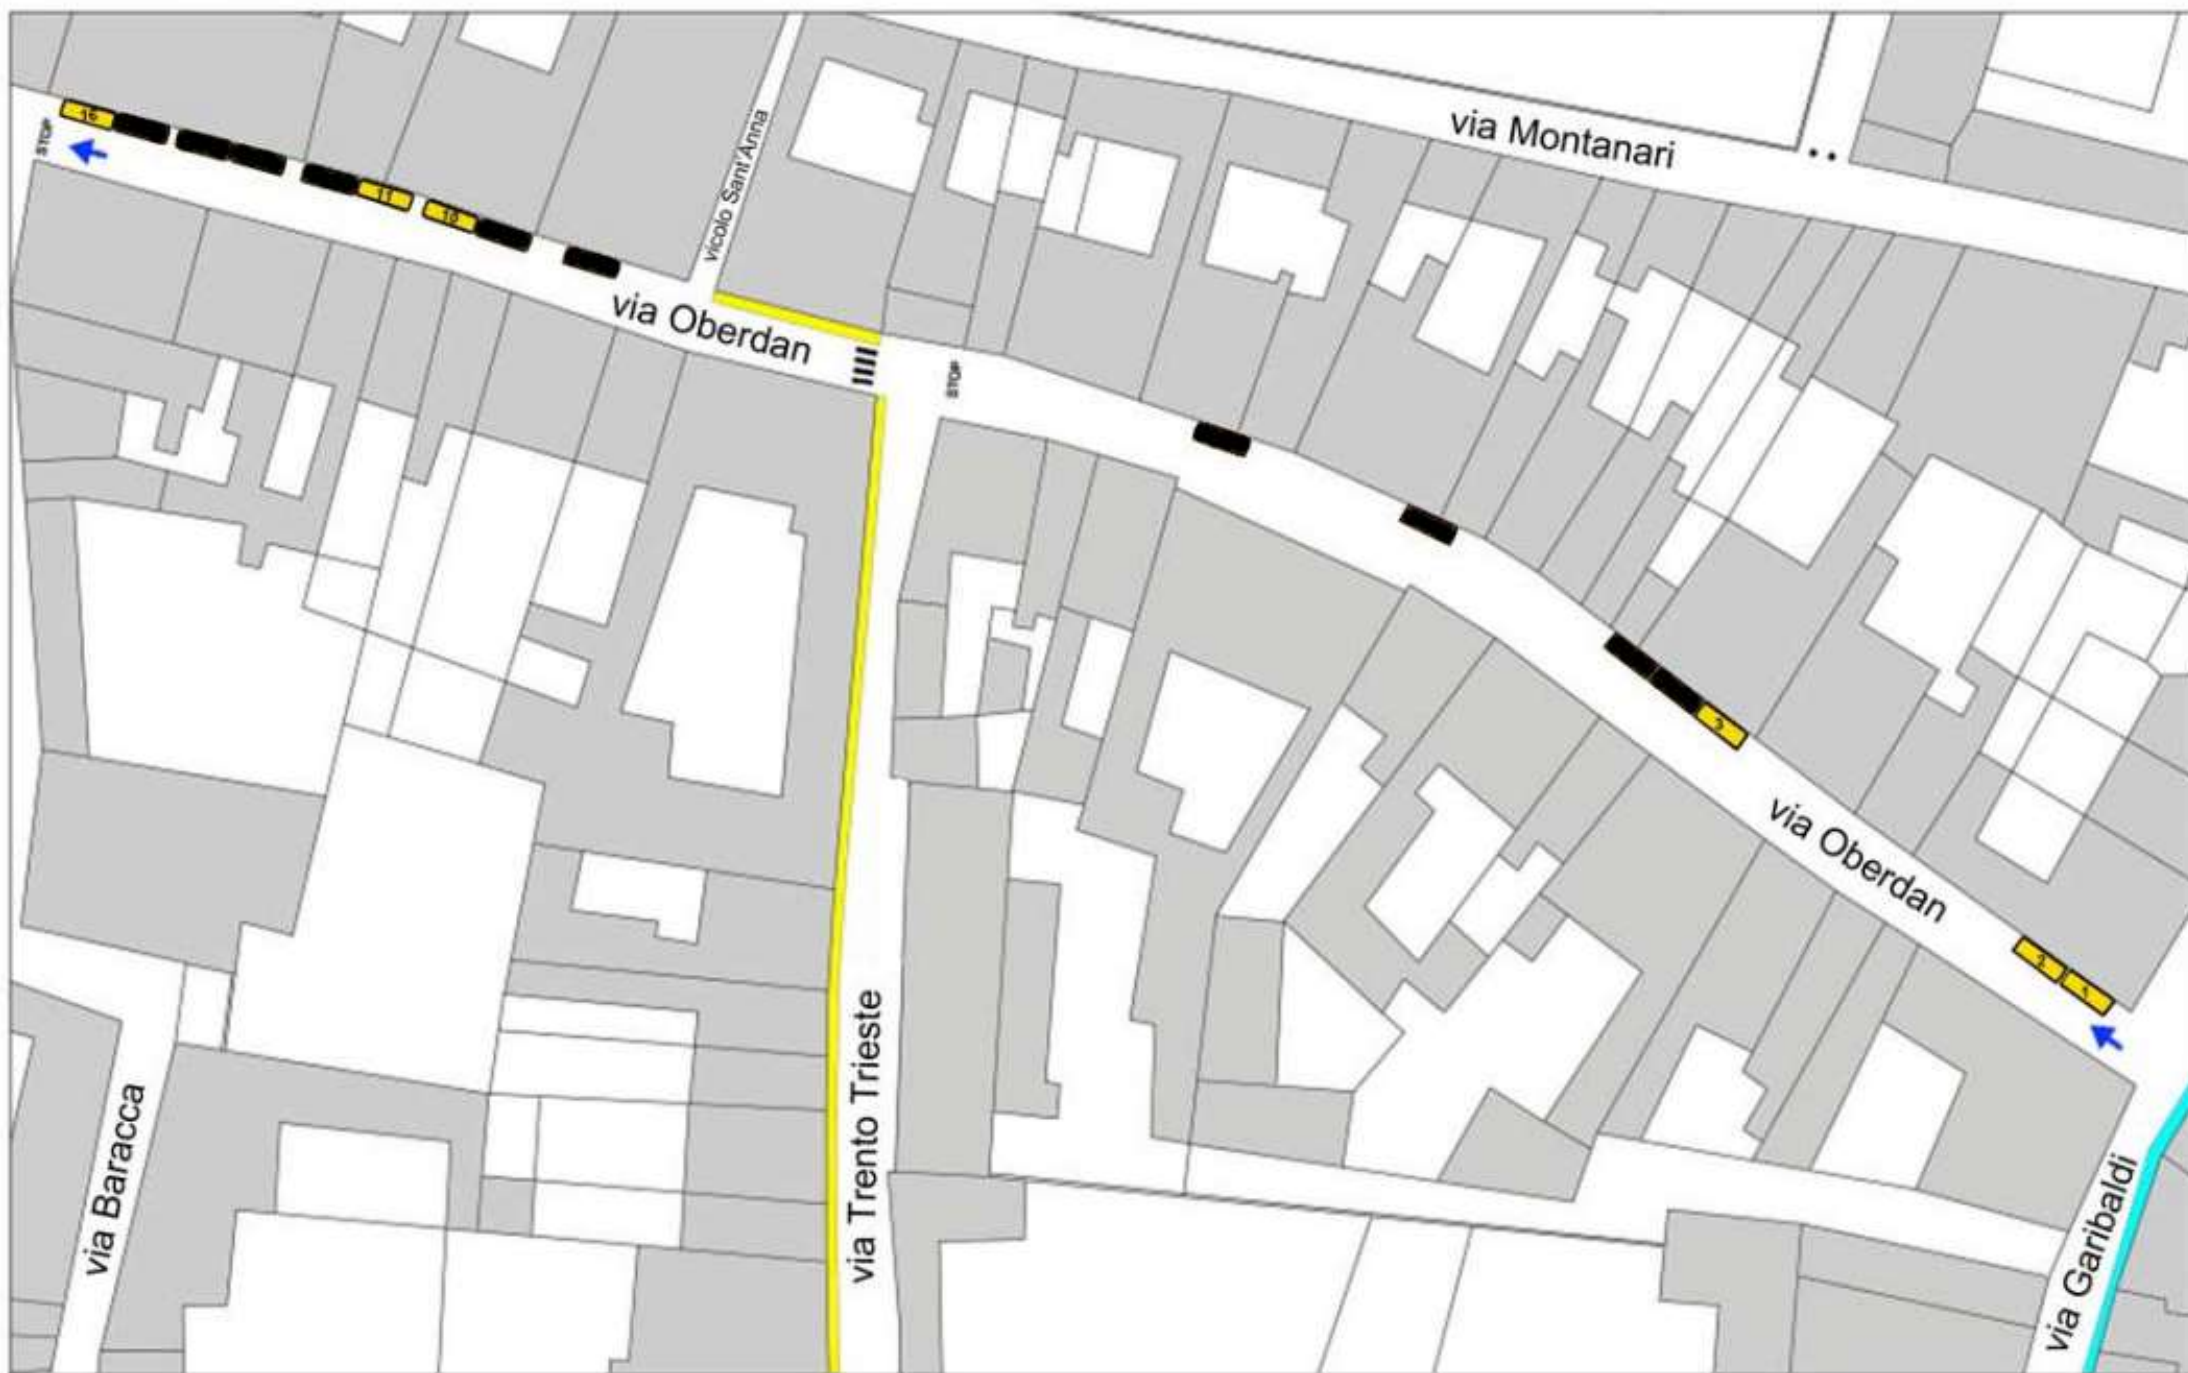 16
STOP
11
10
vicolo Sant'Anna
via Montanari
via Oberdan
STOP
3
via Oberdan
2
1
via Trento Trieste
via Baracca
via Garibaldi